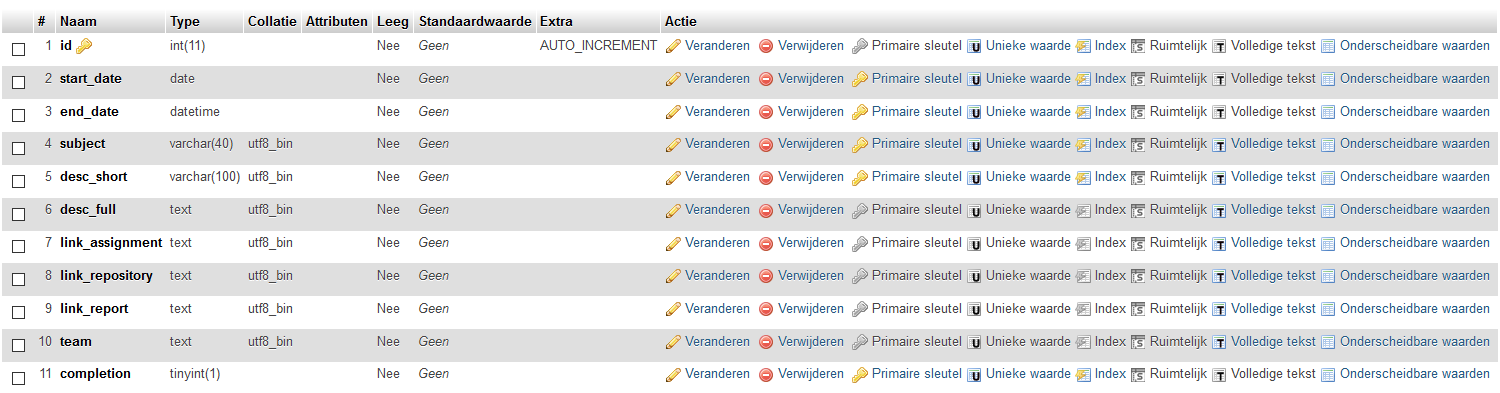 # Naam Type Collatie Attributen Leeg Standaardwaarde Extra Actie
1 id int(11) Nee Geen AUTO_INCREMENT Veranderen Verwijderen Primaire sleutel U Unieke waarde Index S Ruimtelijk T Volledige tekst Onderscheidbare waarden
2 start_date date Nee Geen Veranderen Verwijderen Primaire sleutel U Unieke waarde Index S Ruimtelijk T Volledige tekst Onderscheidbare waarden
3 end_date datetime Nee Geen Veranderen Verwijderen Primaire sleutel U Unieke waarde Index S Ruimtelijk T Volledige tekst Onderscheidbare waarden
4 subject varchar(40) utf8_bin Nee Geen Veranderen Verwijderen Primaire sleutel U Unieke waarde Index S Ruimtelijk T Volledige tekst Onderscheidbare waarden
5 desc_short varchar(100) utf8_bin Nee Geen Veranderen Verwijderen Primaire sleutel U Unieke waarde Index S Ruimtelijk T Volledige tekst Onderscheidbare waarden
6 desc_full text utf8_bin Nee Geen Veranderen Verwijderen Primaire sleutel U Unieke waarde Index S Ruimtelijk T Volledige tekst Onderscheidbare waarden
7 link_assignment text utf8_bin Nee Geen Veranderen Verwijderen Primaire sleutel U Unieke waarde Index S Ruimtelijk T Volledige tekst Onderscheidbare waarden
8 link_repository text utf8_bin Nee Geen Veranderen Verwijderen Primaire sleutel U Unieke waarde Index S Ruimtelijk T Volledige tekst Onderscheidbare waarden
9 link_report text utf8_bin Nee Geen Veranderen Verwijderen Primaire sleutel U Unieke waarde Index S Ruimtelijk T Volledige tekst Onderscheidbare waarden
10 team text utf8_bin Nee Geen Veranderen Verwijderen Primaire sleutel U Unieke waarde Index S Ruimtelijk T Volledige tekst Onderscheidbare waarden
11 completion tinyint(1) Nee Geen Veranderen Verwijderen Primaire sleutel U Unieke waarde Index S Ruimtelijk T Volledige tekst Onderscheidbare waarden